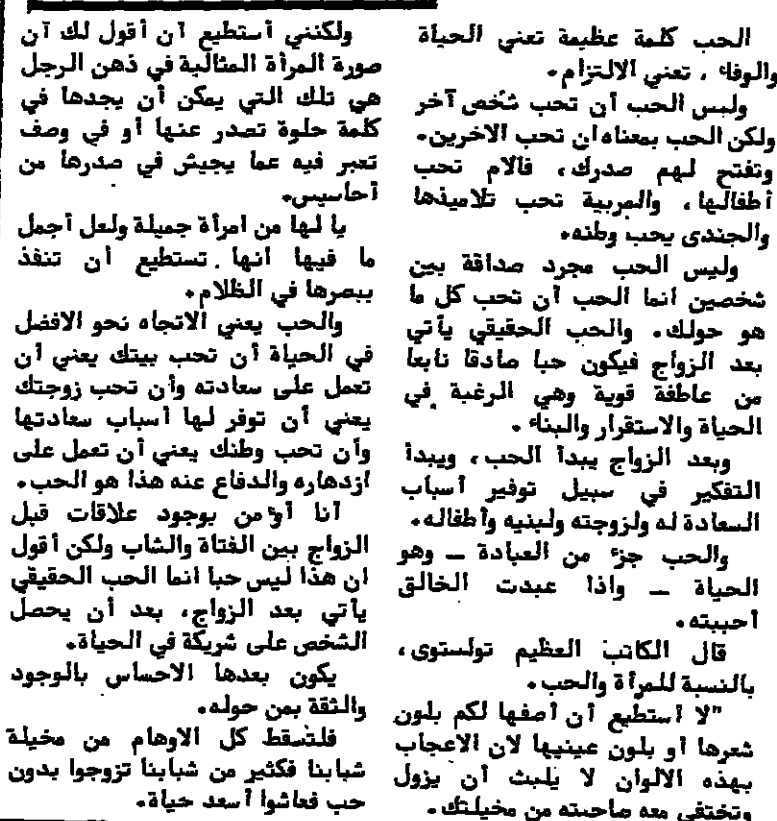 الحب كلمة عظيمة تعني الحياة
والوفاء ، تعني الالتزام.
وليس الحب أن تحب شخص آخر
ولكن الحب بمعناه ان تحب الاخرين.
وتفتح لهم صدرك، فالام تحب
أطفالها، والمربية تحب تلاميذها
والجندى يحب وطنه.
وليس الحب مجرد صداقة بين
شخصين انما الحب أن تحب كل ما
هو حولك. والحب الحقيقي يأتي
بعد الزواج فيكون حبا صادقا نابعا
من عاطفة قوية وهي الرغبة في
الحياة والاستقرار والبناء .
وبعد الزواج يبدأ الحب، ويبدأ
التفكير في سبيل توفير أسباب
السعادة له ولزوجته ولبنيه وأطفاله.
والحب جزء من العبادة ــ وهو
الحياة ــ واذا عبدت الخالق
أحببته.
قال الكاتب العظيم تولستوى،
بالنسبة للمرأة والحب.
"لا أستطيع أن أصفها لكم بلون
شعرها أو بلون عينيها لان الاعجاب
بهذه الالوان لا يلبث أن يزول
وتختفي معه صاحبته من مخيلتك.
ولكنني أستطيع أن أقول لك أن
صورة المرأة المثالية في ذهن الرجل
هي تلك التي يمكن أن يجدها في
كلمة حلوة تصدر عنها أو في وصف
تعبر فيه عما يجيش في صدرها من
أحاسيس.
يا لها من امرأة جميلة ولعل أجمل
ما فيها انها تستطيع أن تنفذ
ببصرها في الظلام.
والحب يعني الاتجاه نحو الافضل
في الحياة أن تحب بيتك يعني أن
تعمل على سعادته وأن تحب زوجتك
يعني أن توفر لها أسباب سعادتها
وأن تحب وطنك يعني أن تعمل على
ازدهاره والدفاع عنه هذا هو الحب.
أنا أؤمن بوجود علاقات قبل
الزواج بين الفتاة والشاب ولكن أقول
ان هذا ليس حبا انما الحب الحقيقي
يأتي بعد الزواج، بعد أن يحصل
الشخص على شريكة في الحياة.
يكون بعدها الاحساس بالوجود
والثقة بمن حوله.
فلتسقط كل الاوهام من مخيلة
شبابنا فكثير من شبابنا تزوجوا بدون
حب فعاشوا أسعد حياة.